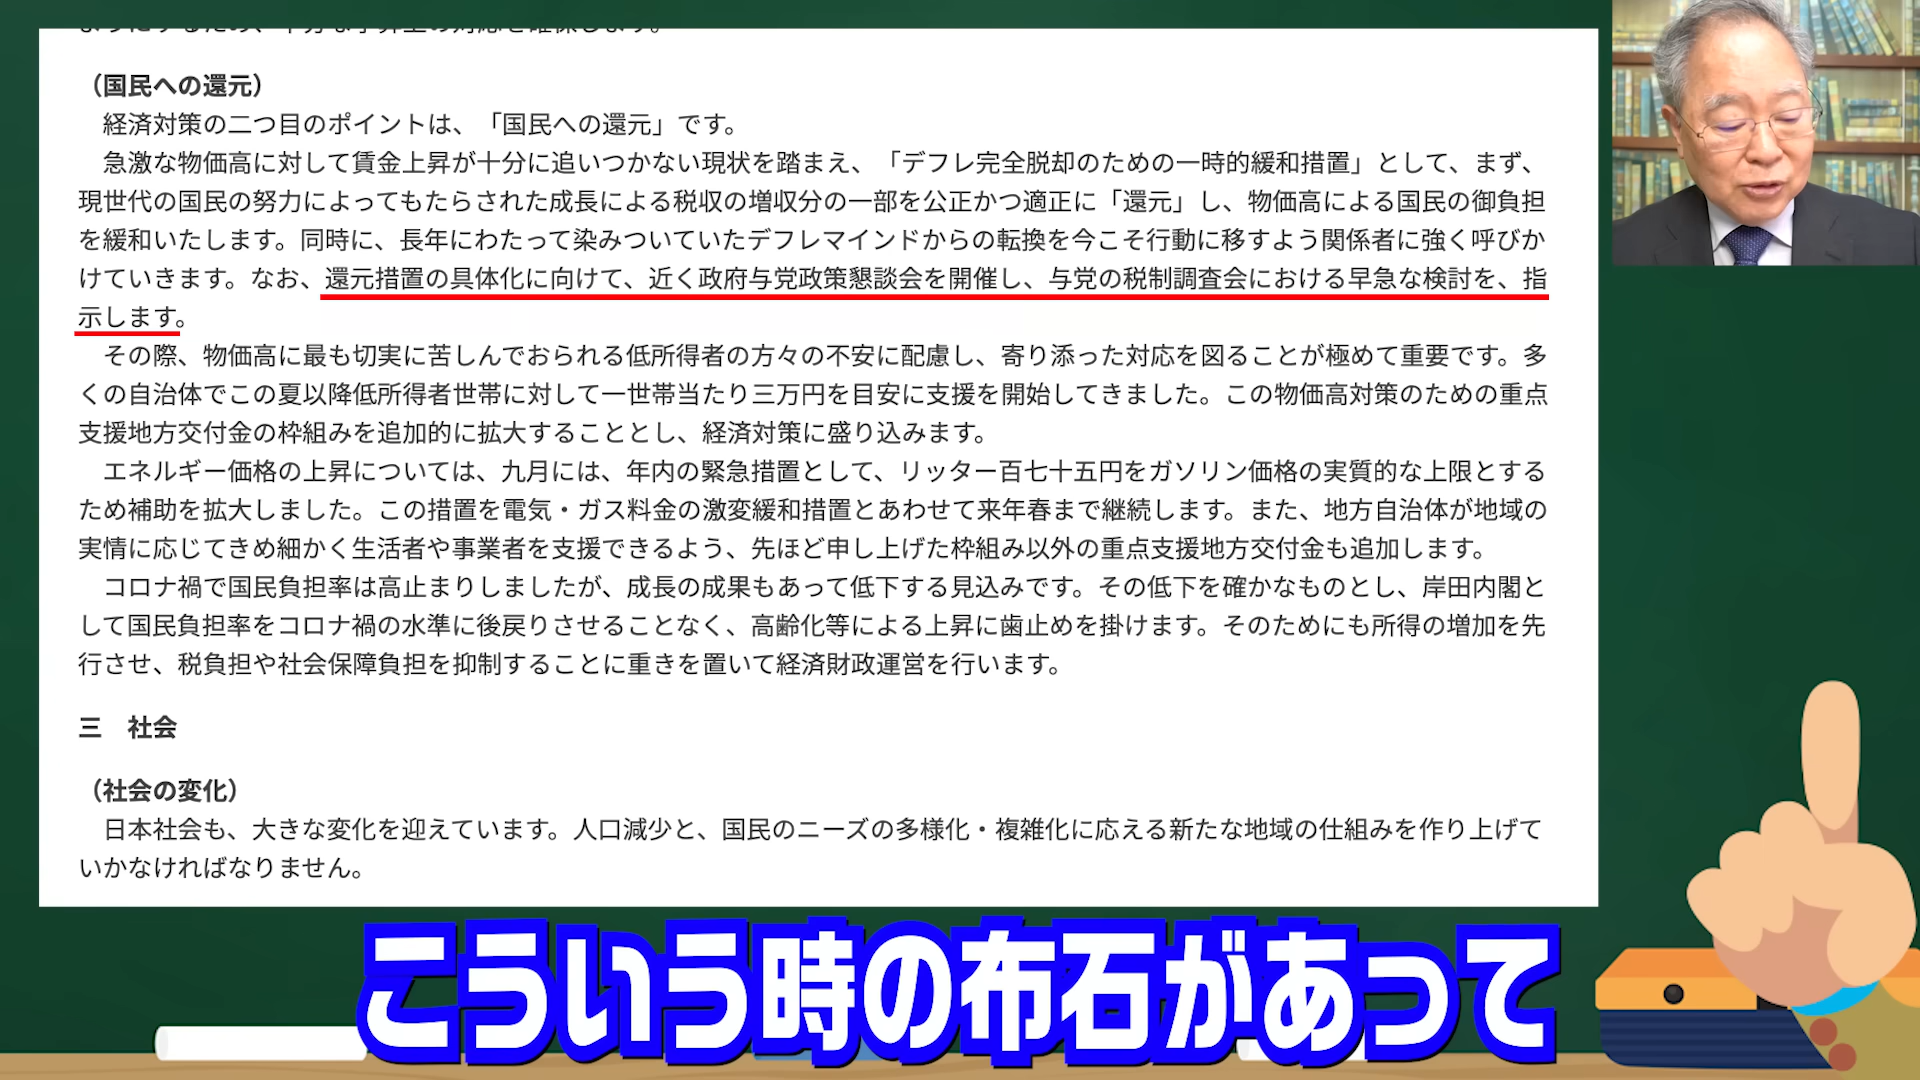 ようにするため、十分な予算上の対応を確保します。
（国民への還元）
経済対策の二つ目のポイントは、「国民への還元」です。
急激な物価高に対して賃金上昇が十分に追いつかない現状を踏まえ、「デフレ完全脱却のための一時的緩和措置」として、まず、
現世代の国民の努力によってもたらされた成長による税収の増収分の一部を公正かつ適正に「還元」し、物価高による国民の御負担
を緩和いたします。同時に、長年にわたって染みついていたデフレマインドからの転換を今こそ行動に移すよう関係者に強く呼びか
けていきます。なお、還元措置の具体化に向けて、近く政府与党政策懇談会を開催し、与党の税制調査会における早急な検討を、指
示します。
その際、物価高に最も切実に苦しんでおられる低所得者の方々の不安に配慮し、寄り添った対応を図ることが極めて重要です。多
くの自治体でこの夏以降低所得者世帯に対して一世帯当たり三万円を目安に支援を開始してきました。この物価高対策のための重点
支援地方交付金の枠組みを追加的に拡大することとし、経済対策に盛り込みます。
エネルギー価格の上昇については、九月には、年内の緊急措置として、リッター百七十五円をガソリン価格の実質的な上限とする
ため補助を拡大しました。この措置を電気・ガス料金の激変緩和措置とあわせて来年春まで継続します。また、地方自治体が地域の
実情に応じてきめ細かく生活者や事業者を支援できるよう、先ほど申し上げた枠組み以外の重点支援地方交付金も追加します。
コロナ禍で国民負担率は高止まりしましたが、成長の成果もあって低下する見込みです。その低下を確かなものとし、岸田内閣と
して国民負担率をコロナ禍の水準に後戻りさせることなく、高齢化等による上昇に歯止めを掛けます。そのためにも所得の増加を先
行させ、税負担や社会保障負担を抑制することに重きを置いて経済財政運営を行います。
三　社会
（社会の変化）
日本社会も、大きな変化を迎えています。人口減少と、国民のニーズの多様化・複雑化に応える新たな地域の仕組みを作り上げて
いかなければなりません。
こういう時の布石があって